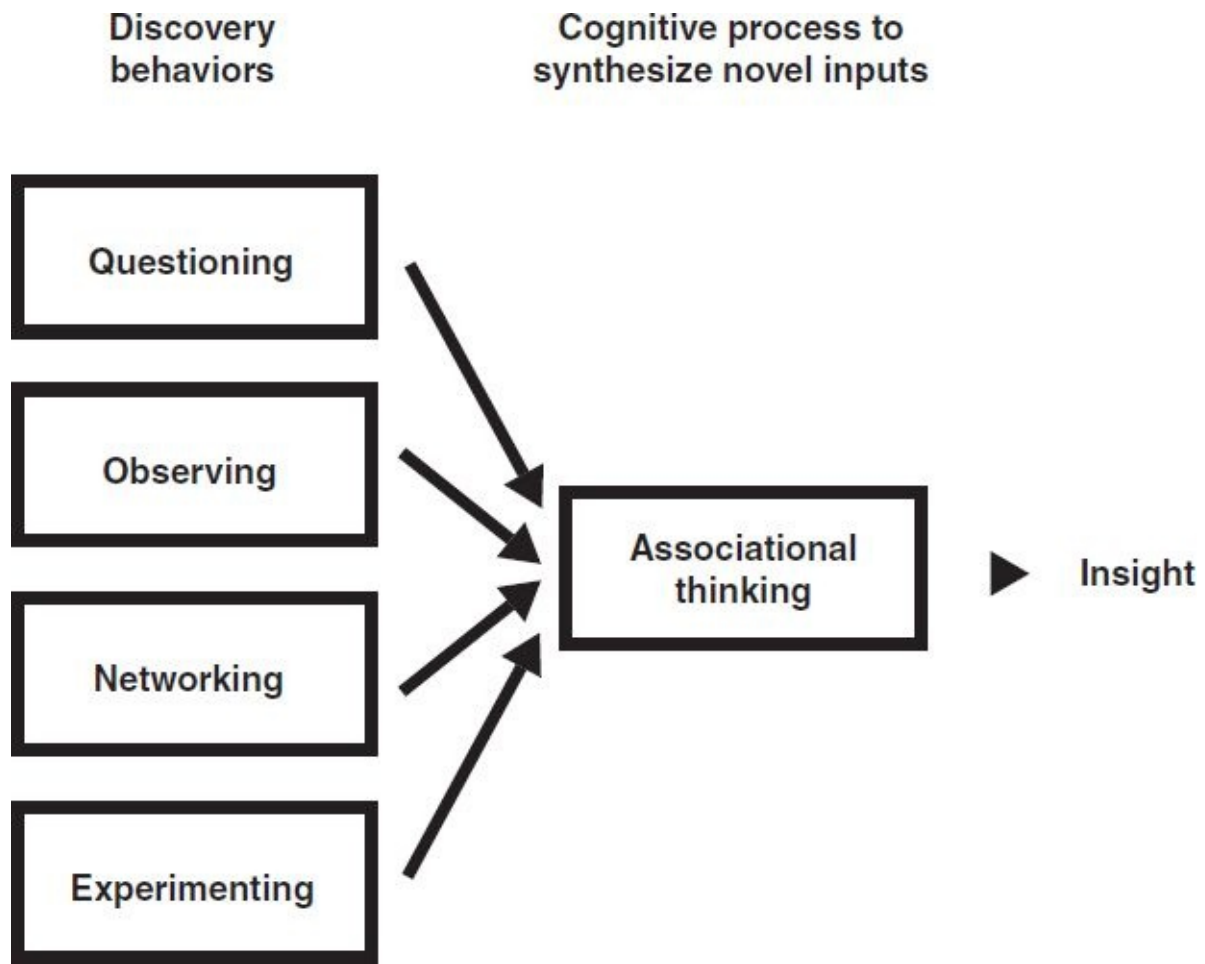 Discovery
behaviors
Cognitive process to
synthesize novel inputs
Questioning
Observing
Networking
Experimenting
Associational
thinking
Insight